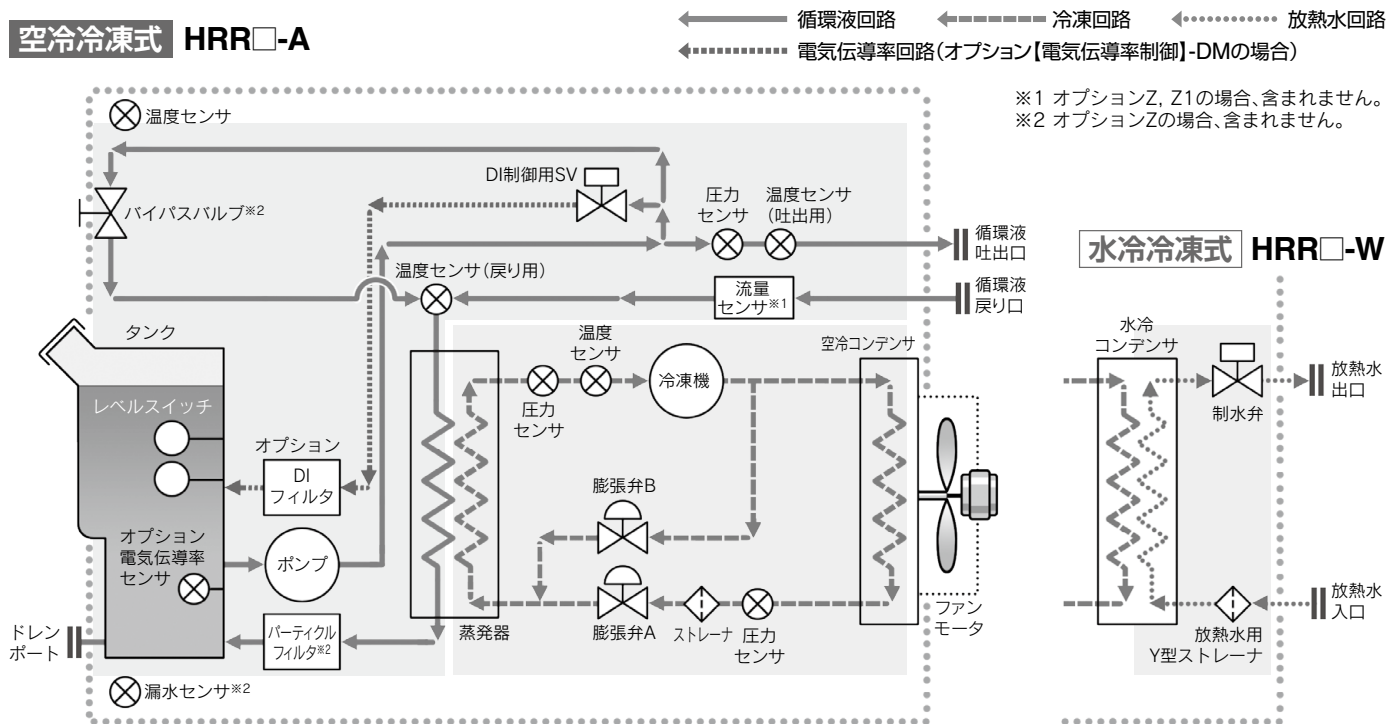 空冷冷凍式 HRR□-A
循環液回路
冷凍回路
放熱水回路
電気伝導率回路(オプション【電気伝導率制御】-DMの場合)
※1 オプションZ, Z1の場合、含まれません。
※2 オプションZの場合、含まれません。
温度センサ
DI制御用SV
バイパスバルブ※2
圧力
センサ
温度センサ
(吐出用)
循環液
吐出口
温度センサ(戻り用)
流量
センサ※1
循環液
戻り口
水冷冷凍式 HRR□-W
タンク
レベルスイッチ
温度
センサ
圧力
センサ
冷凍機
空冷コンデンサ
水冷
コンデンサ
制水弁
放熱水
出口
オプション
DI
フィルタ
膨張弁B
オプション
電気伝導率
センサ
ポンプ
ドレン
ポート
パーティクル
フィルタ※2
蒸発器
膨張弁A
ストレーナ
圧力
センサ
ファン
モータ
放熱水
入口
放熱水用
Y型ストレーナ
漏水センサ※2